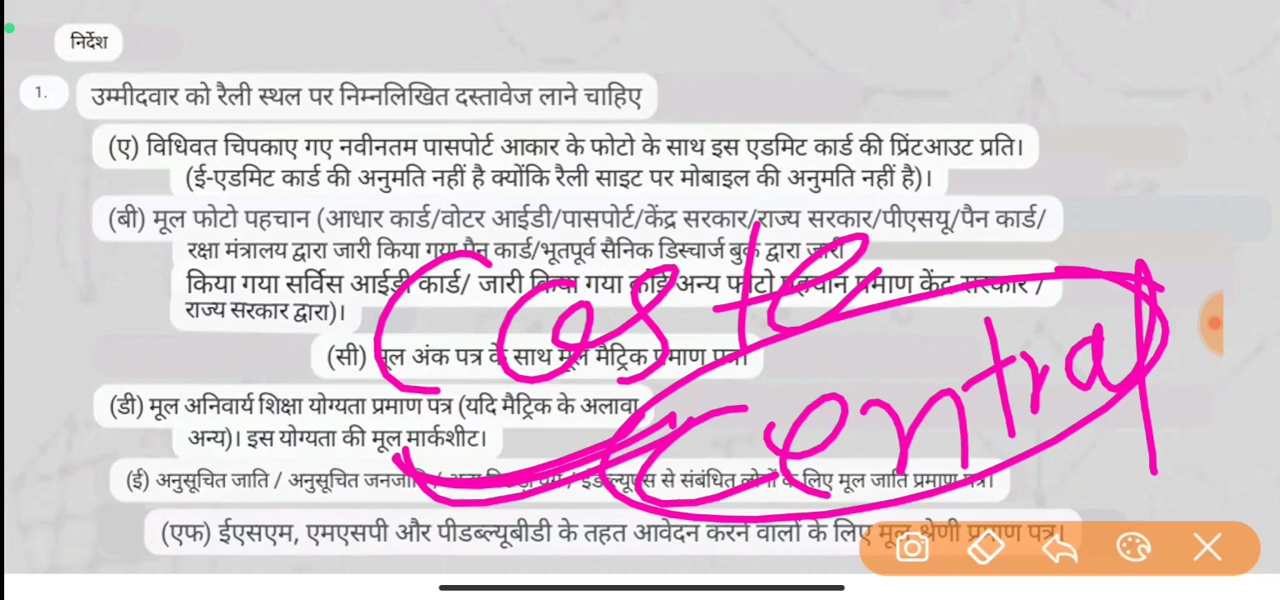 निर्देश
1. उम्मीदवार को रैली स्थल पर निम्नलिखित दस्तावेज लाने चाहिए
(ए) विधिवत चिपकाए गए नवीनतम पासपोर्ट आकार के फोटो के साथ इस एडमिट कार्ड की प्रिंटआउट प्रति।
(ई-एडमिट कार्ड की अनुमति नहीं है क्योंकि रैली साइट पर मोबाइल की अनुमति नहीं है)।
(बी) मूल फोटो पहचान (आधार कार्ड/वोटर आईडी/पासपोर्ट/केंद्र सरकार/राज्य सरकार/पीएसयू/पैन कार्ड/
रक्षा मंत्रालय द्वारा जारी किया गया पैन कार्ड/भूतपूर्व सैनिक डिस्चार्ज बुक द्वारा जारी
किया गया सर्विस आईडी कार्ड/ जारी किया गया कोई अन्य फोटो पहचान प्रमाण केंद्र सरकार /
राज्य सरकार द्वारा)।
Caste
(सी) मूल अंक पत्र के साथ मूल मैट्रिक प्रमाण पत्र।
Central
(डी) मूल अनिवार्य शिक्षा योग्यता प्रमाण पत्र (यदि मैट्रिक के अलावा
अन्य)। इस योग्यता की मूल मार्कशीट।
(ई) अनुसूचित जाति / अनुसूचित जनजाति / / ईडब्ल्यूएस से संबंधित लोगों के लिए मूल जाति प्रमाण पत्र।
(एफ) ईएसएम, एमएसपी और पीडब्ल्यूबीडी के तहत आवेदन करने वालों के लिए मूल श्रेणी प्रमाण पत्र।